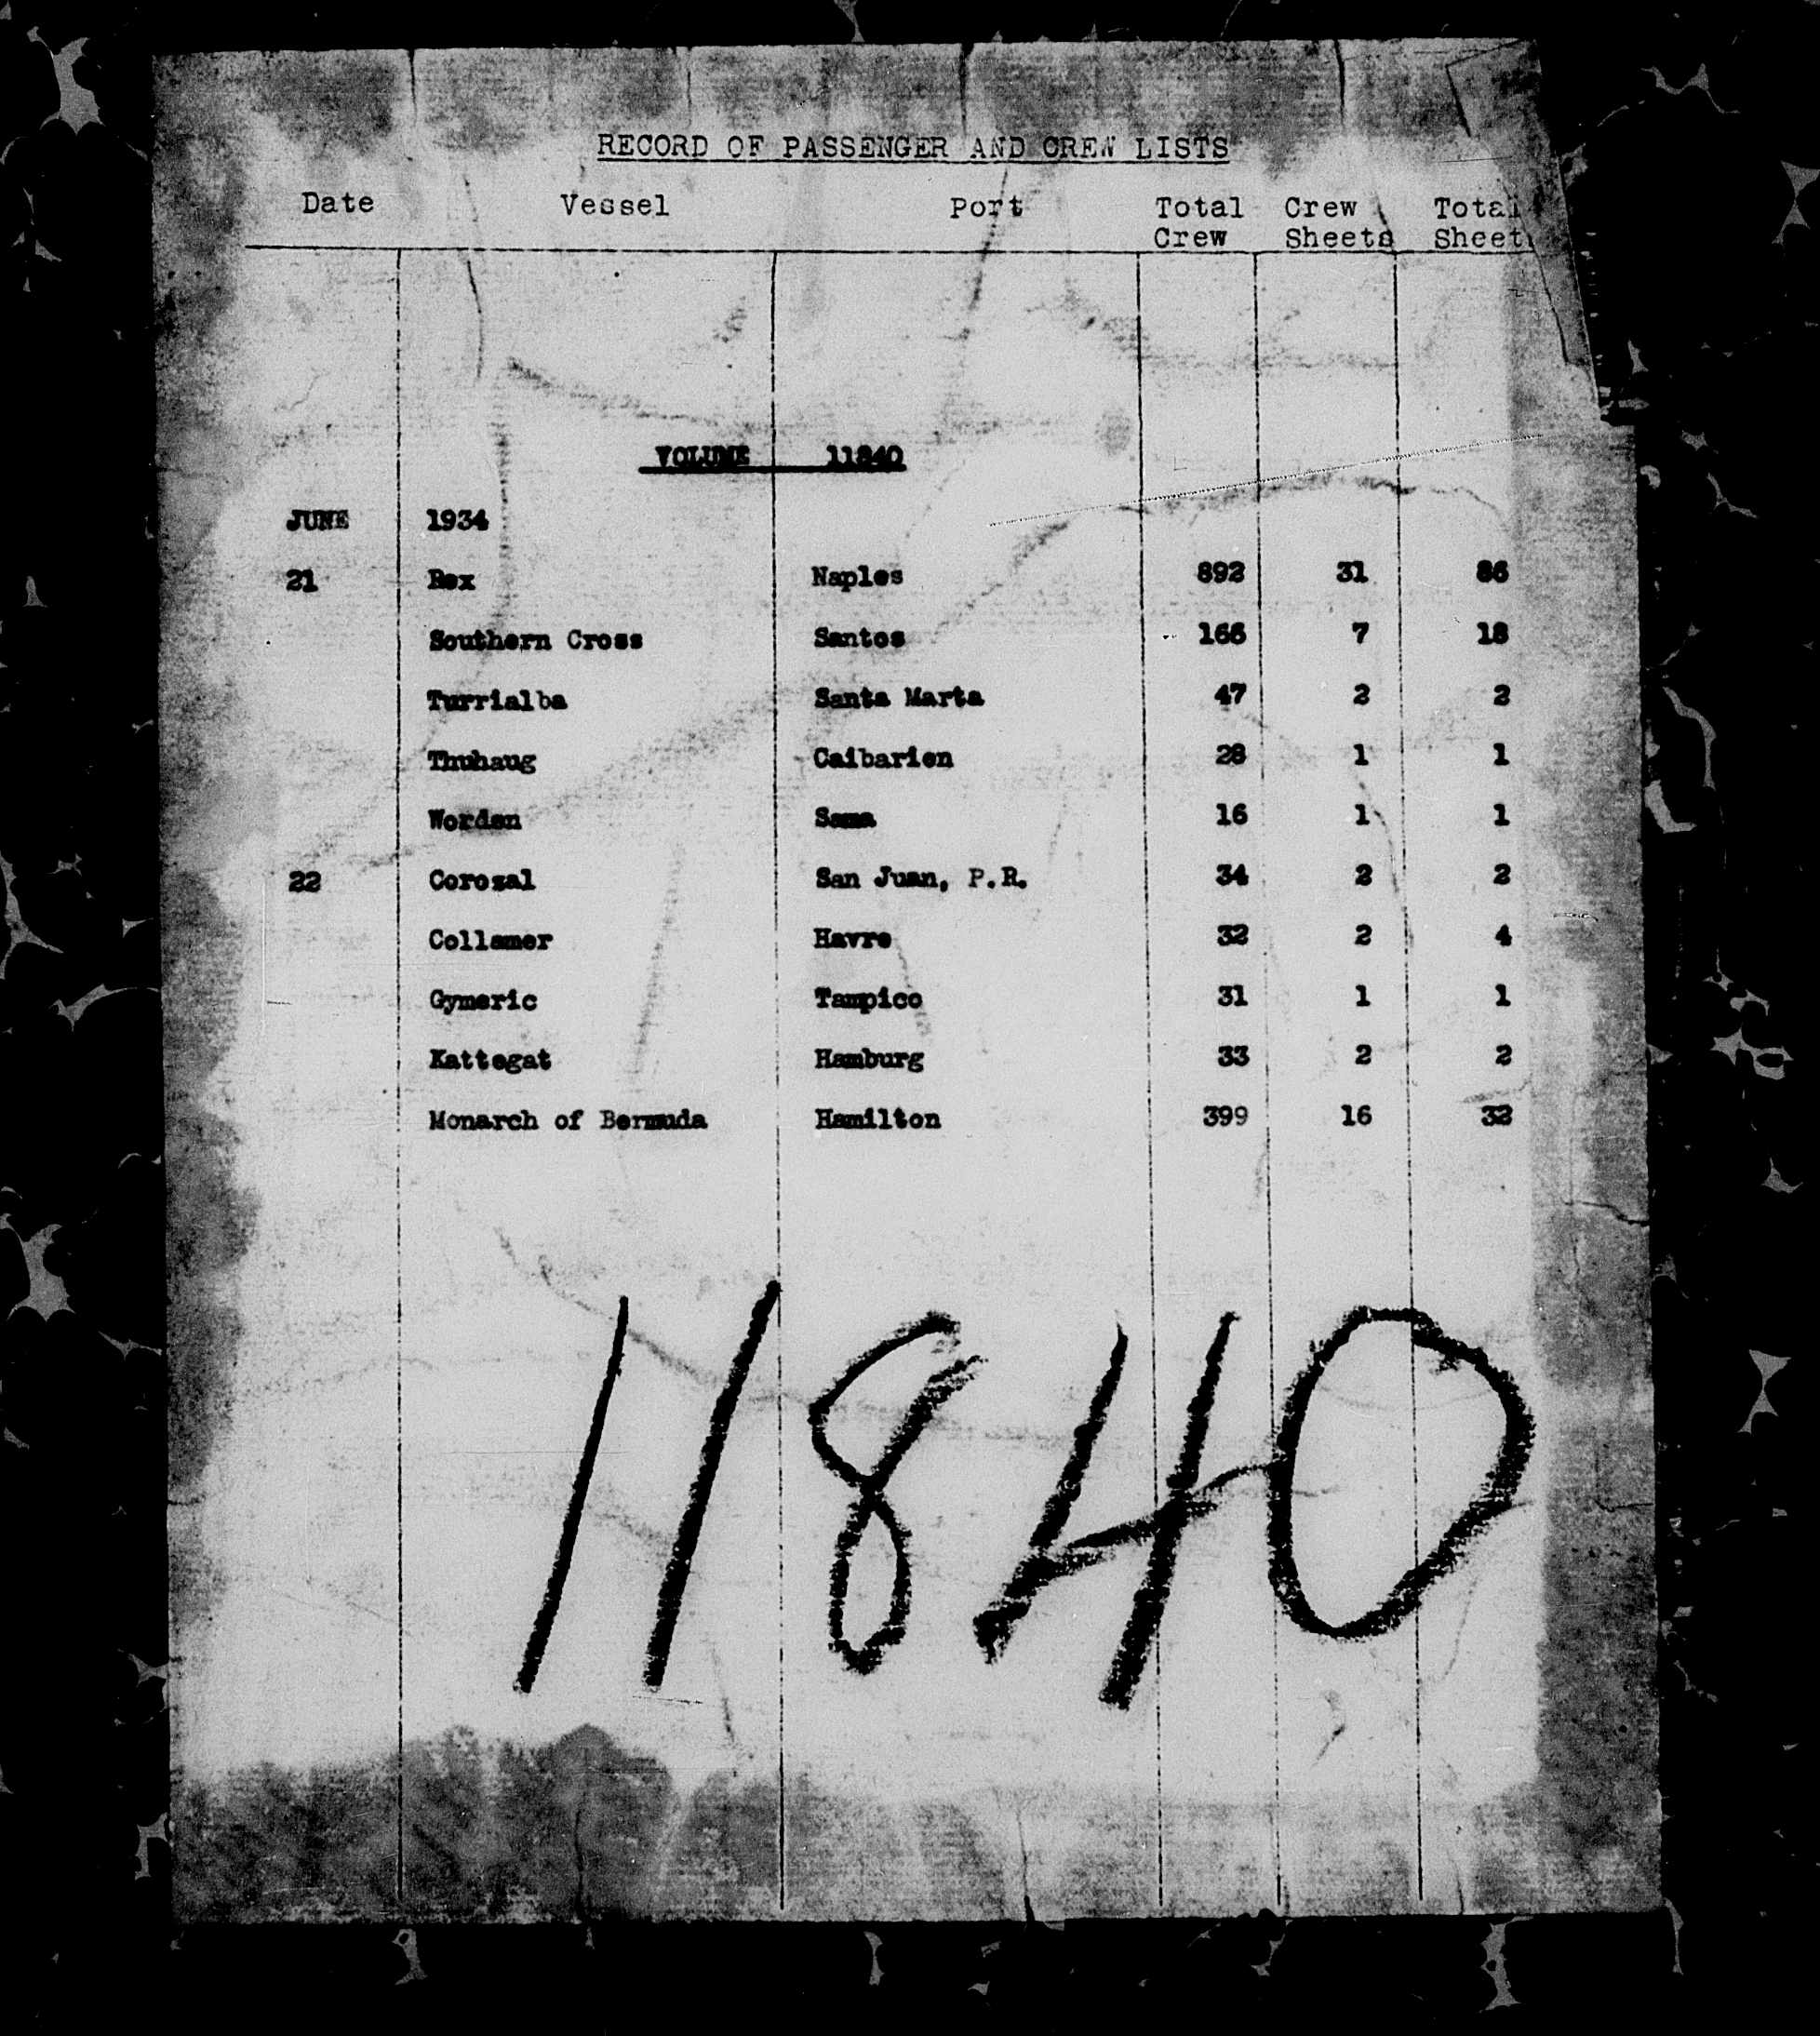 RECORD OF PASSENGER AND CREW LISTS
Date Vessel Port Total Crew Total
Crew Sheets Sheet
VOLUME 11840
JUNE 1934
21 Rex Naples 892 31 86
Southern Cross Santos 166 7 18
Turrialba Santa Marta 47 2 2
Thuhaug Caibarien 28 1 1
Worden Sama 16 1 1
22 Corozal San Juan, P.R. 34 2 2
Collamer Havre 32 2 4
Gymeric Tampico 31 1 1
Kattegat Hamburg 33 2 2
Monarch of Bermuda Hamilton 399 16 32
11840